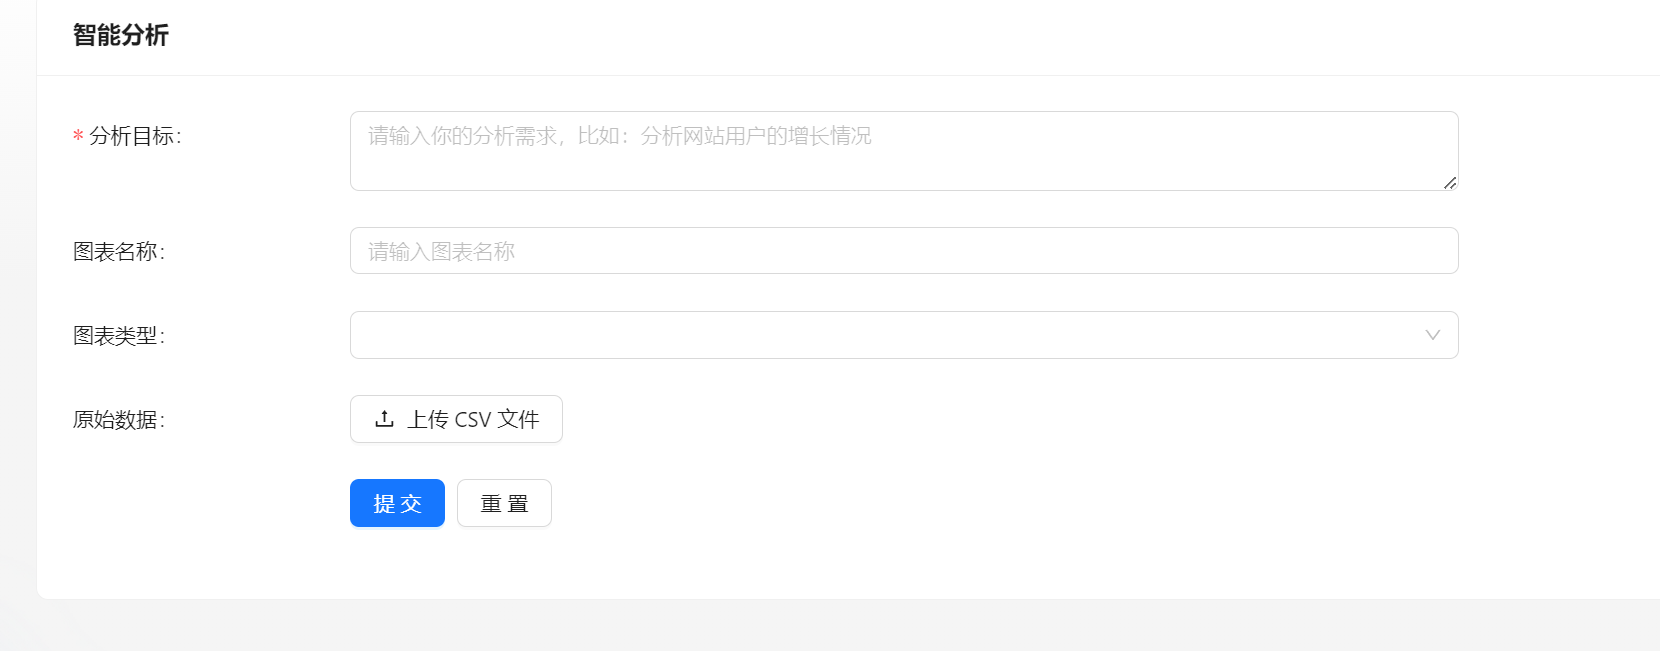 智能分析
* 分析目标:
请输入你的分析需求，比如：分析网站用户的增长情况
图表名称:
请输入图表名称
图表类型:
原始数据:
上传 CSV 文件
提 交
重 置